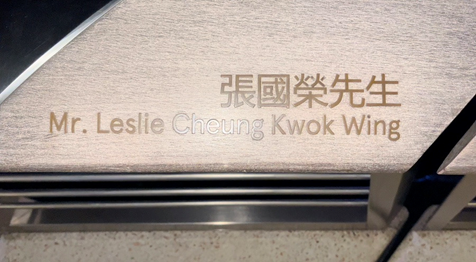 張國榮先生
Mr. Leslie Cheung Kwok Wing